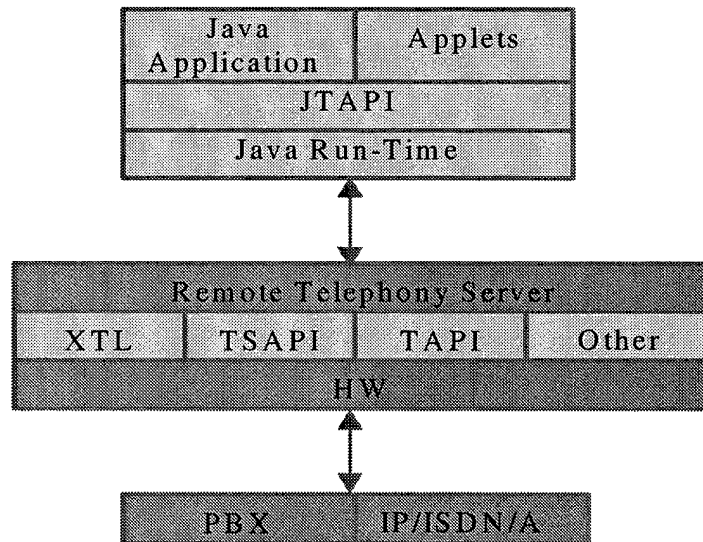 Java
Application
Applets
JTAPI
Java Run-Time
Remote Telephony Server
XTL
TSAPI
TAPI
Other
HW
PBX
IP/ISDN/A